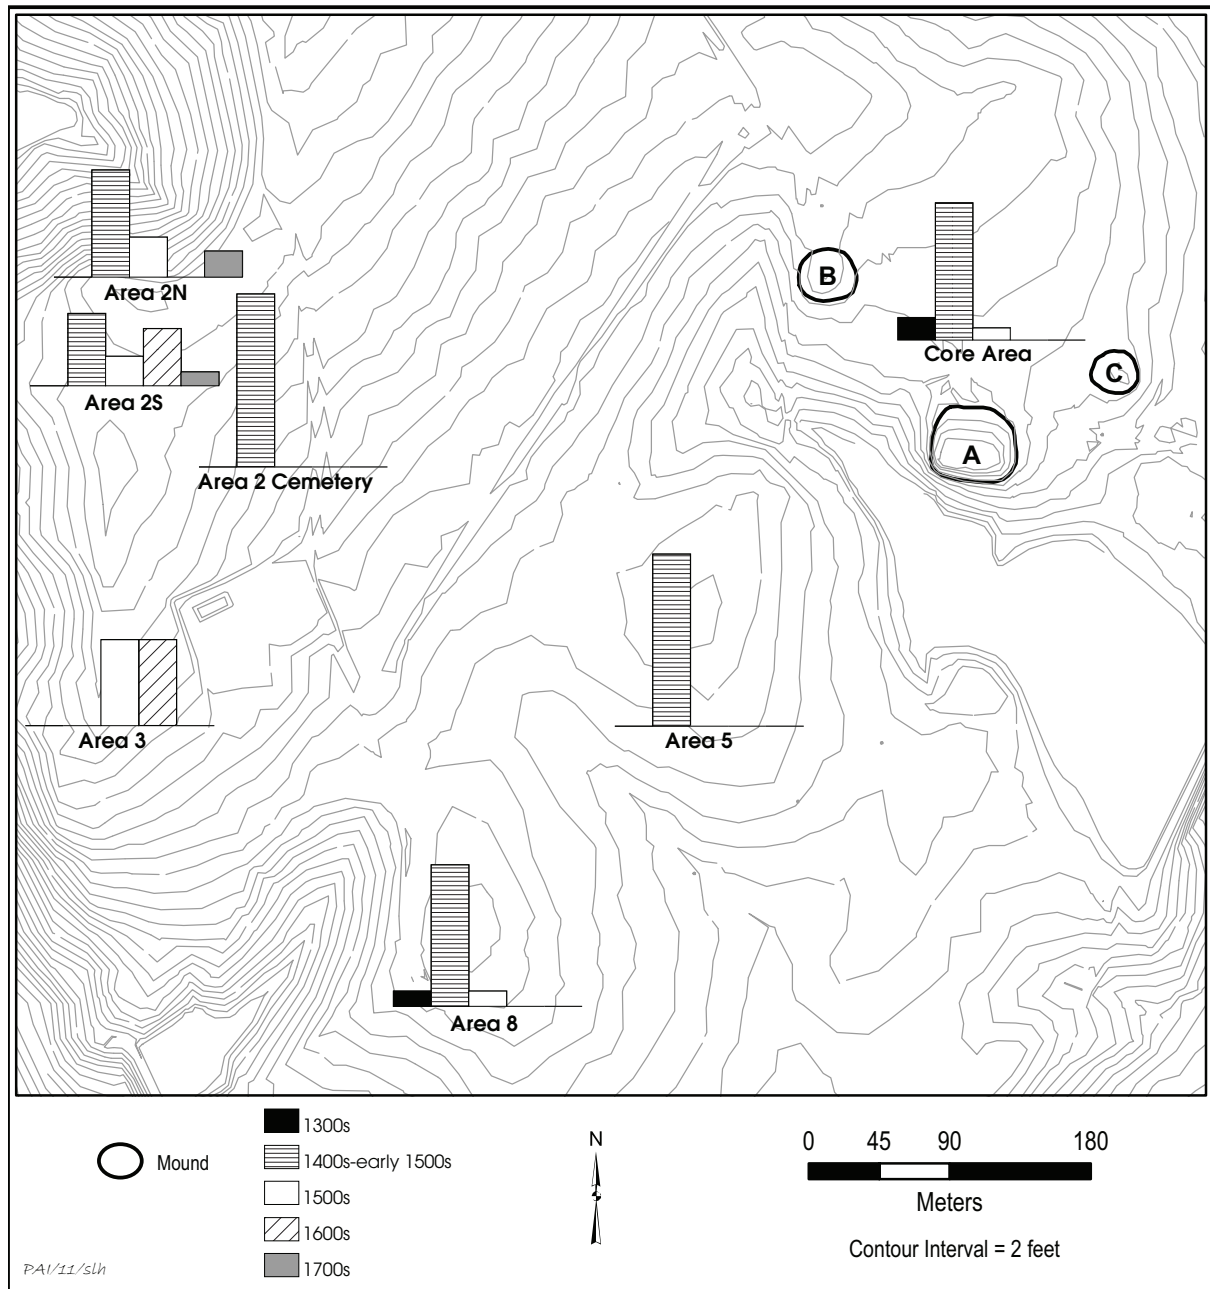 B
Area 2N
Core Area
C
Area 2S
A
Area 2 Cemetery
Area 3
Area 5
Area 8
Mound
1300s
1400s-early 1500s
1500s
1600s
1700s
N
0 45 90 180
Meters
Contour Interval = 2 feet
PAI/11/slh